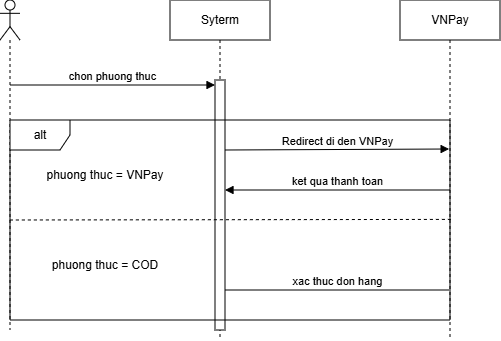 Syterm
VNPay
chon phuong thuc
alt
Redirect di den VNPay
phuong thuc = VNPay
ket qua thanh toan
phuong thuc = COD
xac thuc don hang